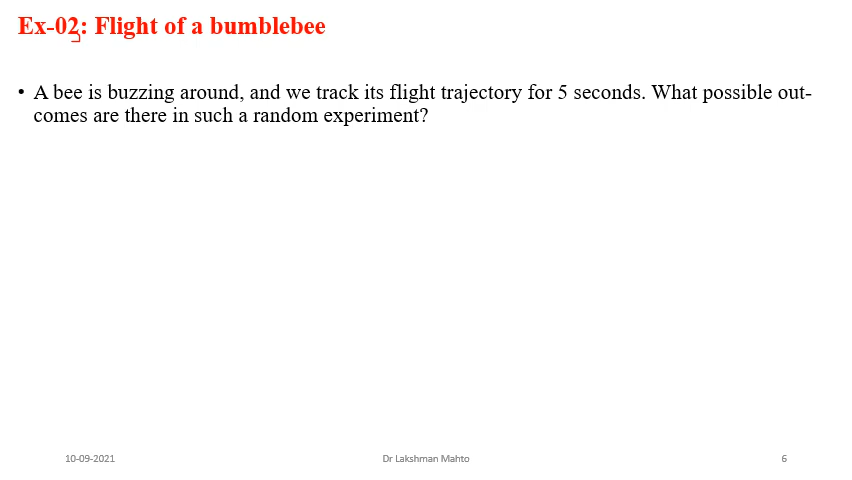 Ex-02: Flight of a bumblebee
• A bee is buzzing around, and we track its flight trajectory for 5 seconds. What possible out-
comes are there in such a random experiment?
10-09-2021
Dr Lakshman Mahto
6